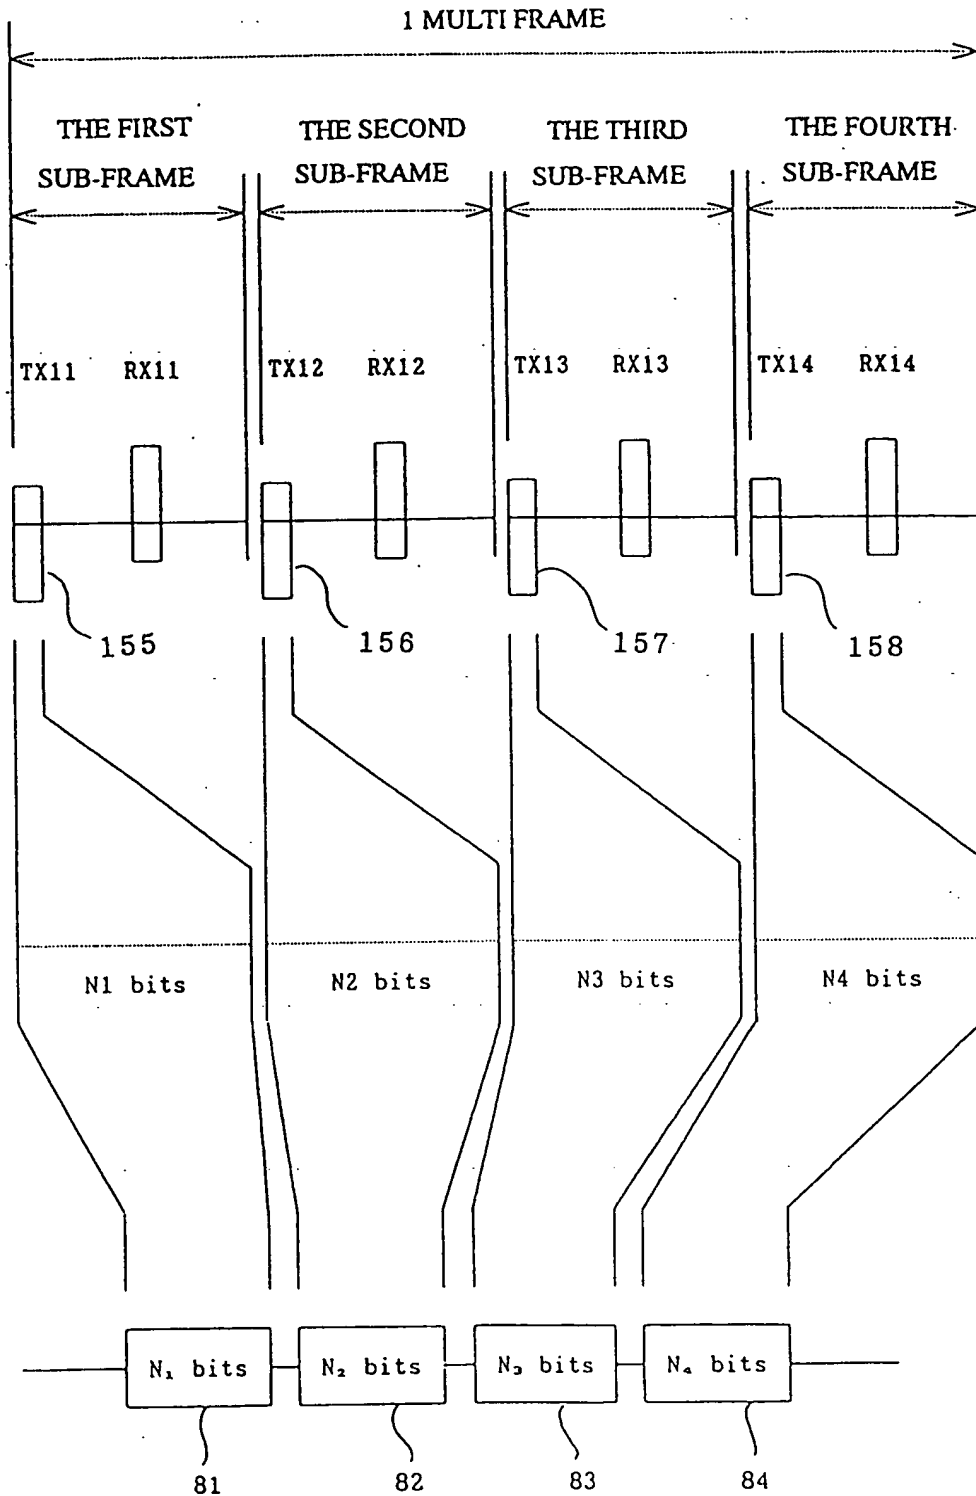 1 MULTI FRAME
THE FIRST SUB-FRAME
THE SECOND SUB-FRAME
THE THIRD SUB-FRAME
THE FOURTH SUB-FRAME
TX11 RX11 TX12 RX12 TX13 RX13 TX14 RX14
155 156 157 158
N1 bits N2 bits N3 bits N4 bits
N₁ bits N₂ bits N₃ bits N₄ bits
81 82 83 84